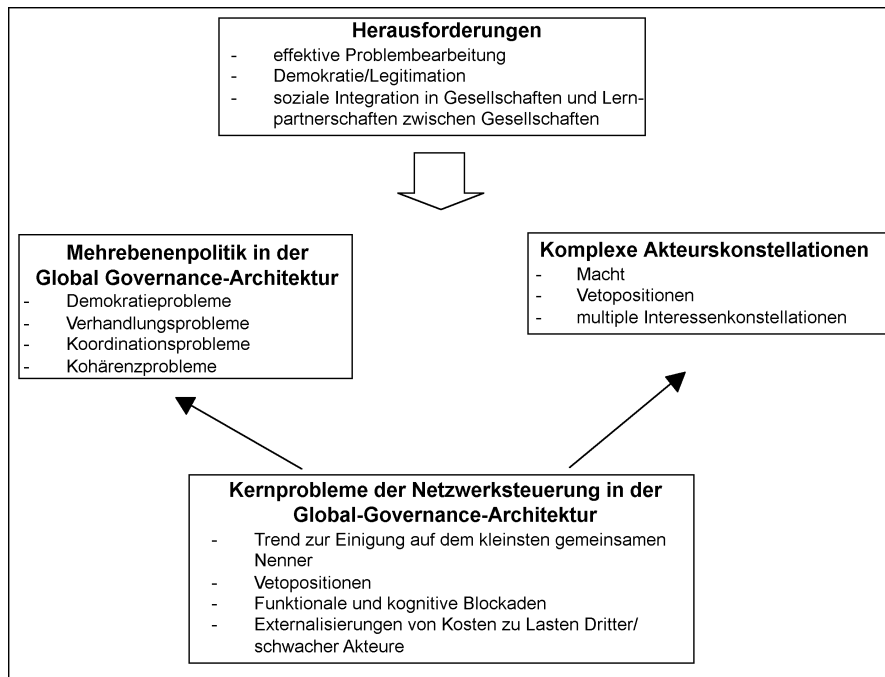 Herausforderungen
- effektive Problembearbeitung
- Demokratie/Legitimation
- soziale Integration in Gesellschaften und Lern-
partnerschaften zwischen Gesellschaften
Mehrebenenpolitik in der
Global Governance-Architektur
- Demokratieprobleme
- Verhandlungsprobleme
- Koordinationsprobleme
- Kohärenzprobleme
Komplexe Akteurskonstellationen
- Macht
- Vetopositionen
- multiple Interessenkonstellationen
Kernprobleme der Netzwerksteuerung in der
Global-Governance-Architektur
- Trend zur Einigung auf dem kleinsten gemeinsamen
Nenner
- Vetopositionen
- Funktionale und kognitive Blockaden
- Externalisierungen von Kosten zu Lasten Dritter/
schwacher Akteure